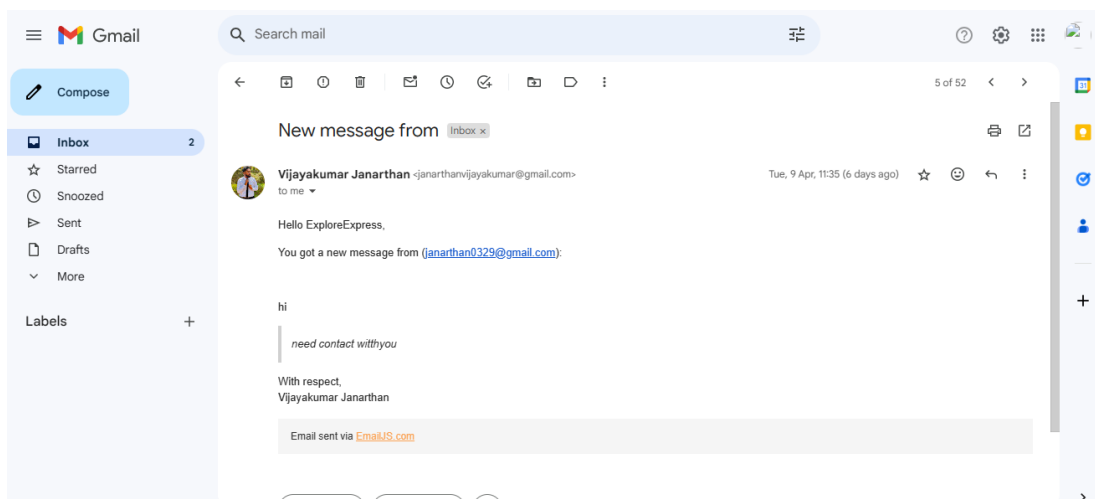 Gmail
Search mail
Compose
5 of 52
Inbox 2
Starred
Snoozed
Sent
Drafts
More
Labels
New message from Inbox ×
Vijayakumar Janarthan <janarthanvijayakumar@gmail.com> Tue, 9 Apr, 11:35 (6 days ago)
to me
Hello ExploreExpress,
You got a new message from (janarthan0329@gmail.com):
hi
need contact witthyou
With respect,
Vijayakumar Janarthan
Email sent via EmailJS.com
31